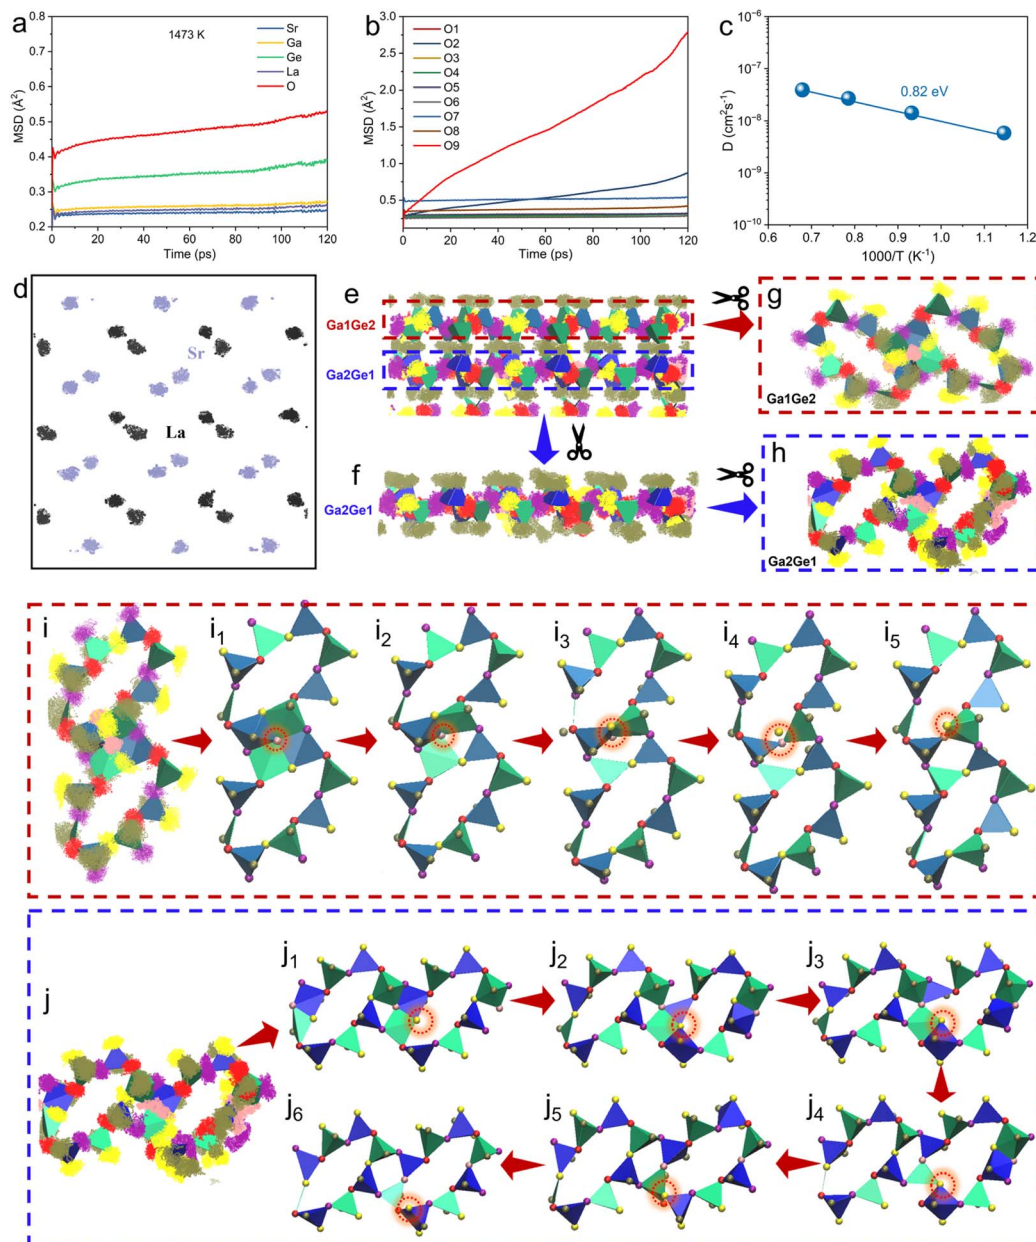 a
1473 K
Sr
Ga
Ge
La
O
MSD (Å²)
0.8
0.7
0.6
0.5
0.4
0.3
0.2
0 20 40 60 80 100 120
Time (ps)
b
O1
O2
O3
O4
O5
O6
O7
O8
O9
MSD (Å²)
3.0
2.5
2.0
1.5
1.0
0.5
0 20 40 60 80 100 120
Time (ps)
c
0.82 eV
D (cm²s⁻¹)
10⁻⁶
10⁻⁷
10⁻⁸
10⁻⁹
10⁻¹⁰
0.6 0.7 0.8 0.9 1.0 1.1 1.2
1000/T (K⁻¹)
d
Sr
La
e
Ga1Ge2
Ga2Ge1
f
Ga2Ge1
g
Ga1Ge2
h
Ga2Ge1
i
i₁
i₂
i₃
i₄
i₅
j
j₁
j₂
j₃
j₆
j₅
j₄